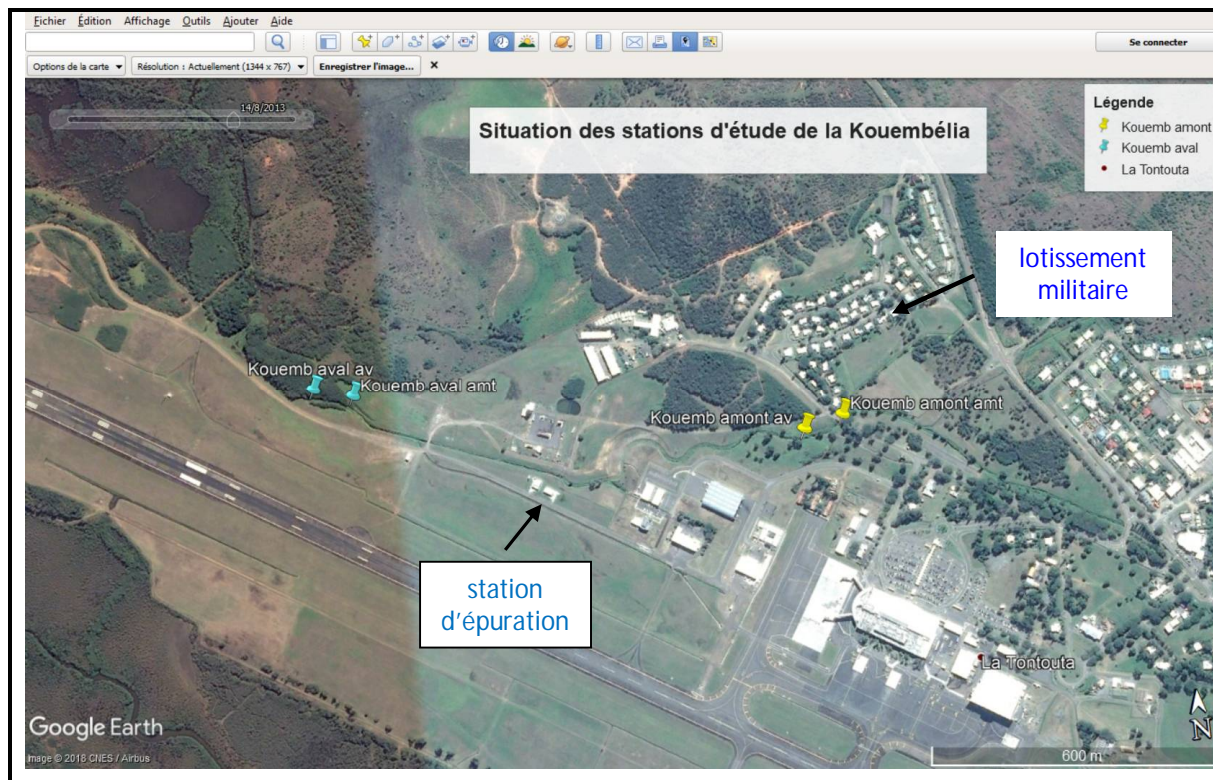 Fichier Édition Affichage Outils Ajouter Aide
Se connecter
Options de la carte Résolution : Actuellement (1344 x 767) Enregistrer l'image... X
14/8/2013
Situation des stations d'étude de la Kouembélia
Légende
Kouemb amont
Kouemb aval
La Tontouta
lotissement
militaire
Kouemb aval av
Kouemb aval amt
Kouemb amont av
Kouemb amont amt
station
d'épuration
La Tontouta
Google Earth
Image © 2018 CNES / Airbus
N
600 m